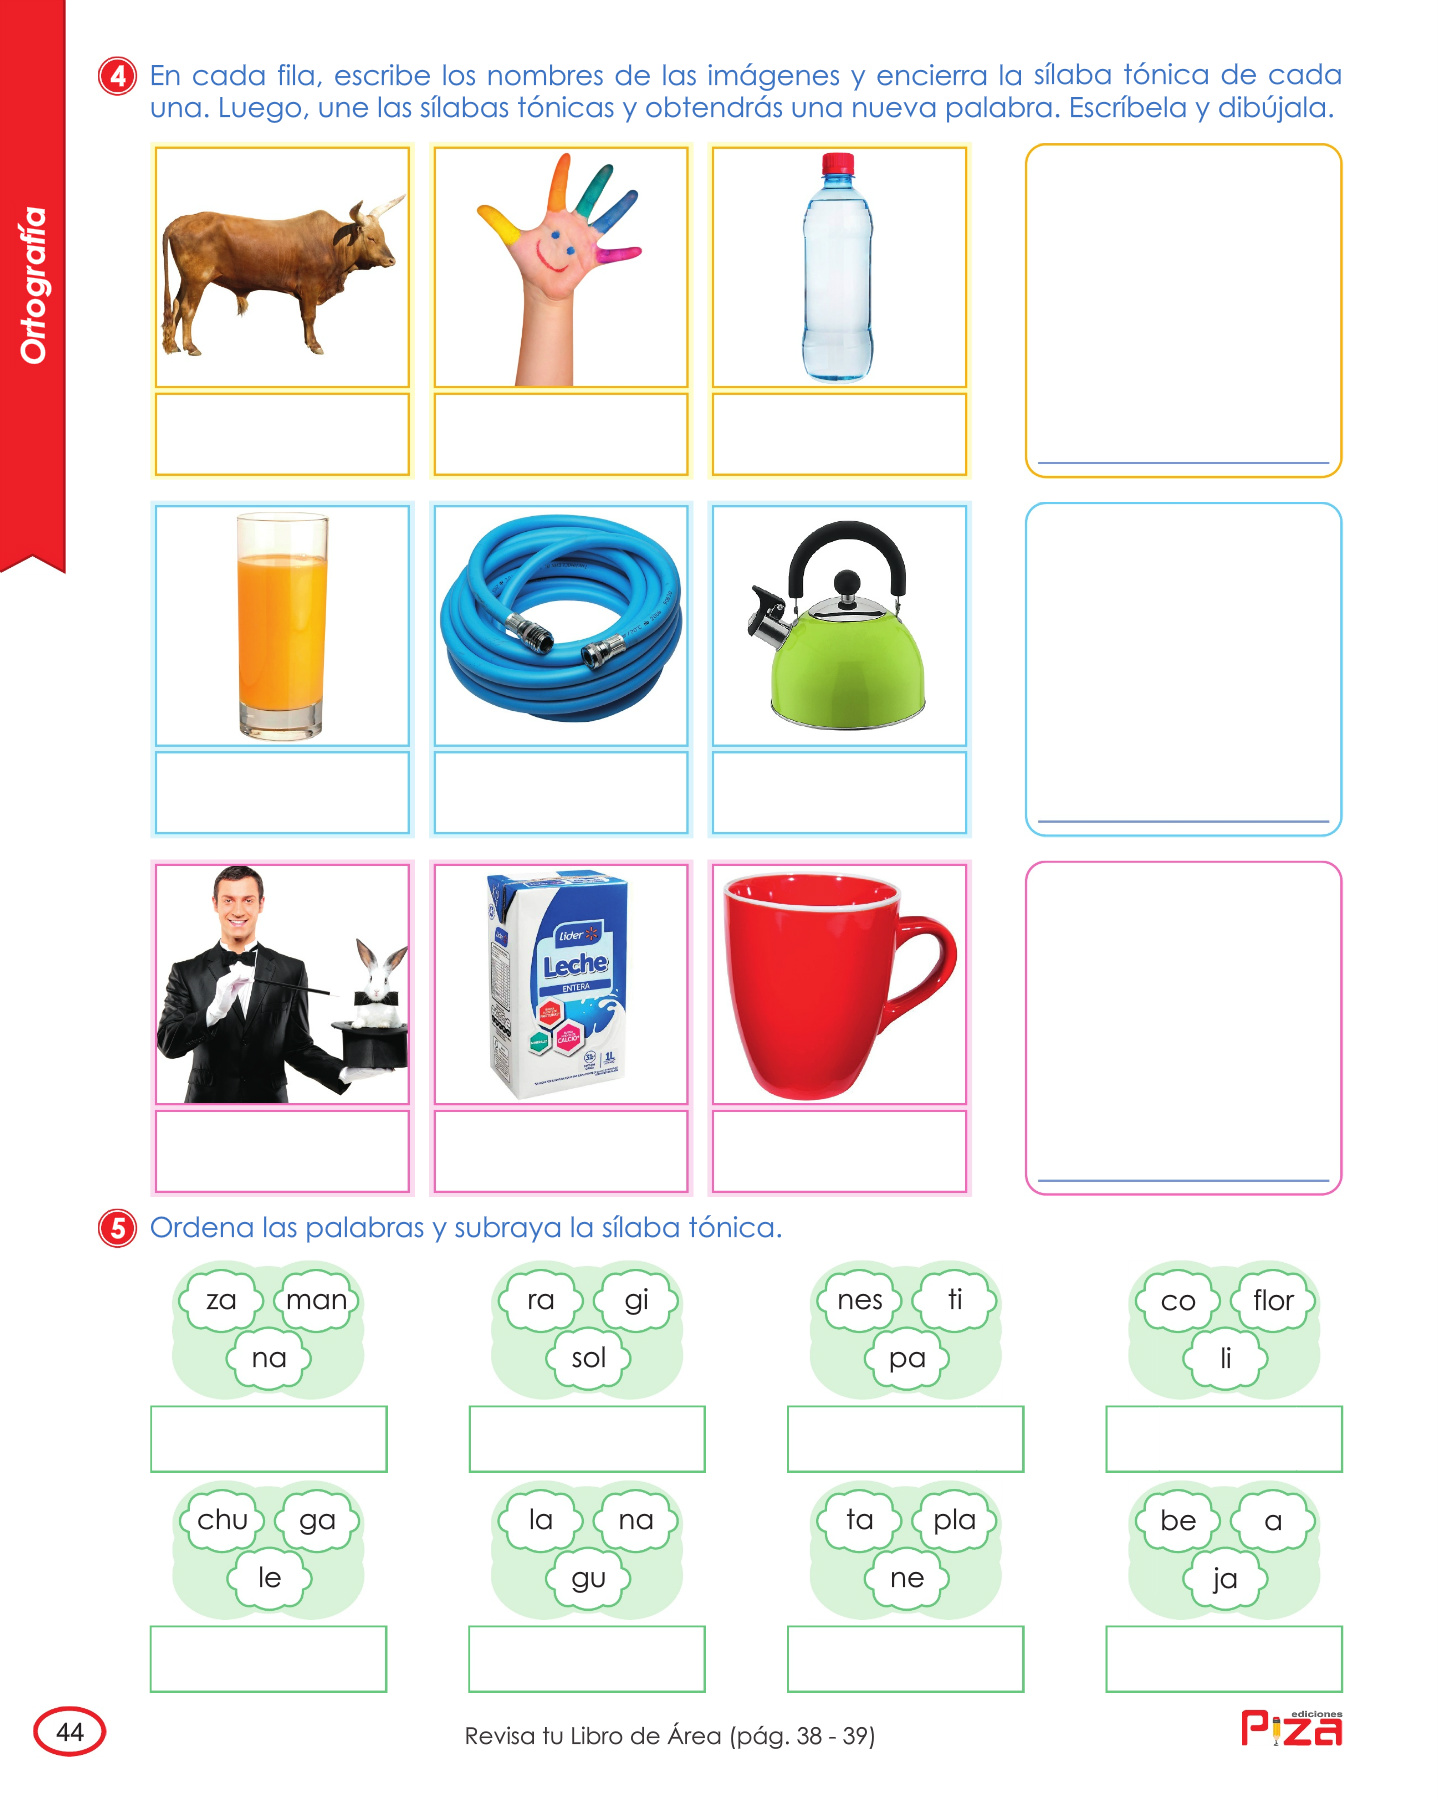 Ortografía
4 En cada fila, escribe los nombres de las imágenes y encierra la sílaba tónica de cada
una. Luego, une las sílabas tónicas y obtendrás una nueva palabra. Escríbela y dibújala.
lider
Leche
ENTERA
CALCIO
1L
5 Ordena las palabras y subraya la sílaba tónica.
za man
na
ra gi
sol
nes ti
pa
co flor
li
chu ga
le
la na
gu
ta pla
ne
be a
ja
44
Revisa tu Libro de Área (pág. 38 - 39)
ediciones
PIZA